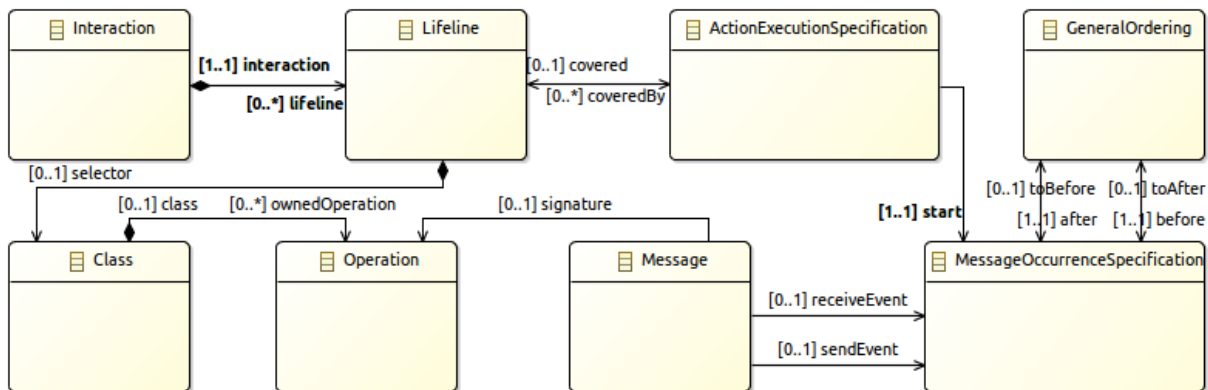 Interaction
Lifeline
ActionExecutionSpecification
GeneralOrdering
[1..1] interaction
[0..*] lifeline
[0..1] covered
[0..*] coveredBy
[0..1] selector
[0..1] class
[0..*] ownedOperation
[0..1] signature
[1..1] start
[0..1] toBefore
[0..1] toAfter
[1..1] after
[1..1] before
Class
Operation
Message
MessageOccurrenceSpecification
[0..1] receiveEvent
[0..1] sendEvent